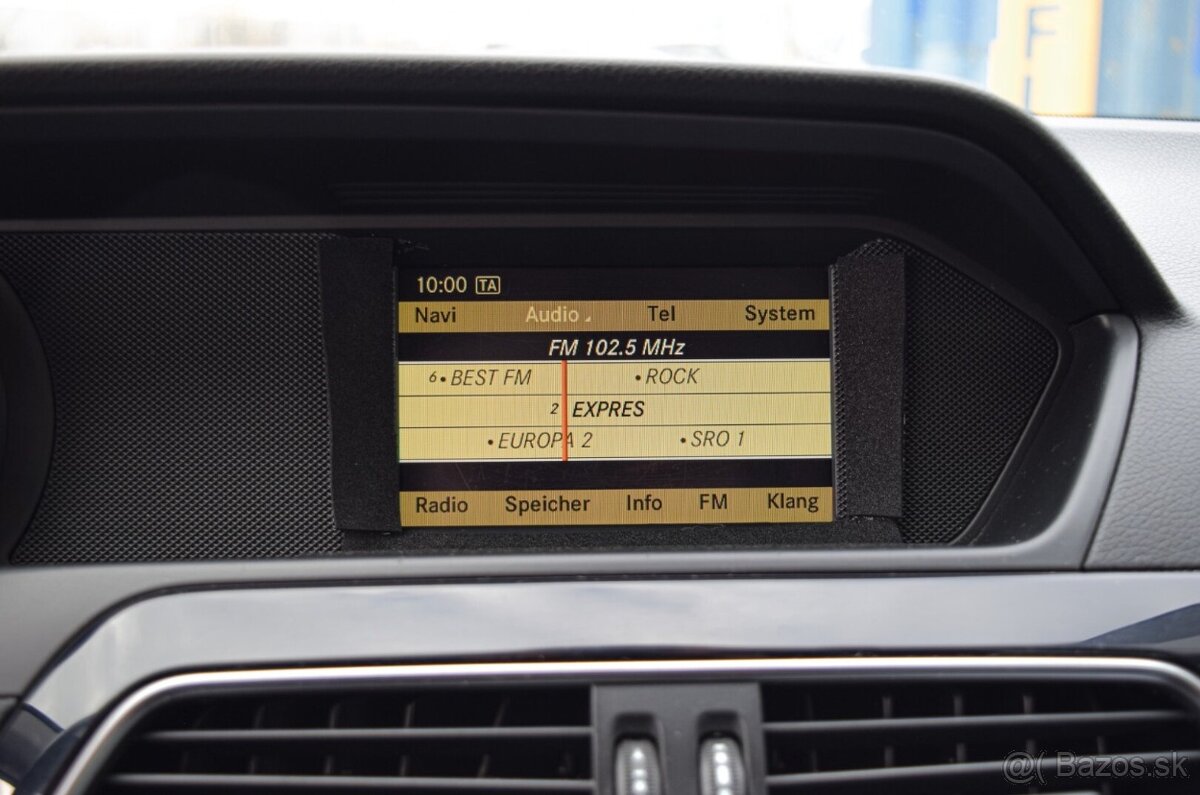 FI
10:00 TA
Navi Audio Tel System
FM 102.5 MHz
6 • BEST FM • ROCK
2 EXPRES
• EUROPA 2 • SRO 1
Radio Speicher Info FM Klang
@( Bazos.sk